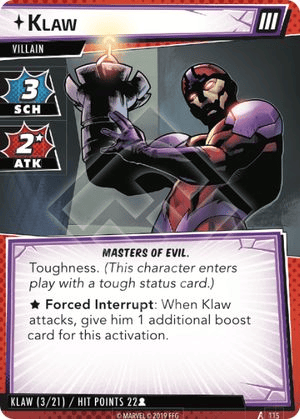 KLAW
III
VILLAIN
3
SCH
2★
ATK
MASTERS OF EVIL.
Toughness. (This character enters
play with a tough status card.)
★ Forced Interrupt: When Klaw
attacks, give him 1 additional boost
card for this activation.
KLAW (3/21) / HIT POINTS 22
© MARVEL © 2019 FFG
115